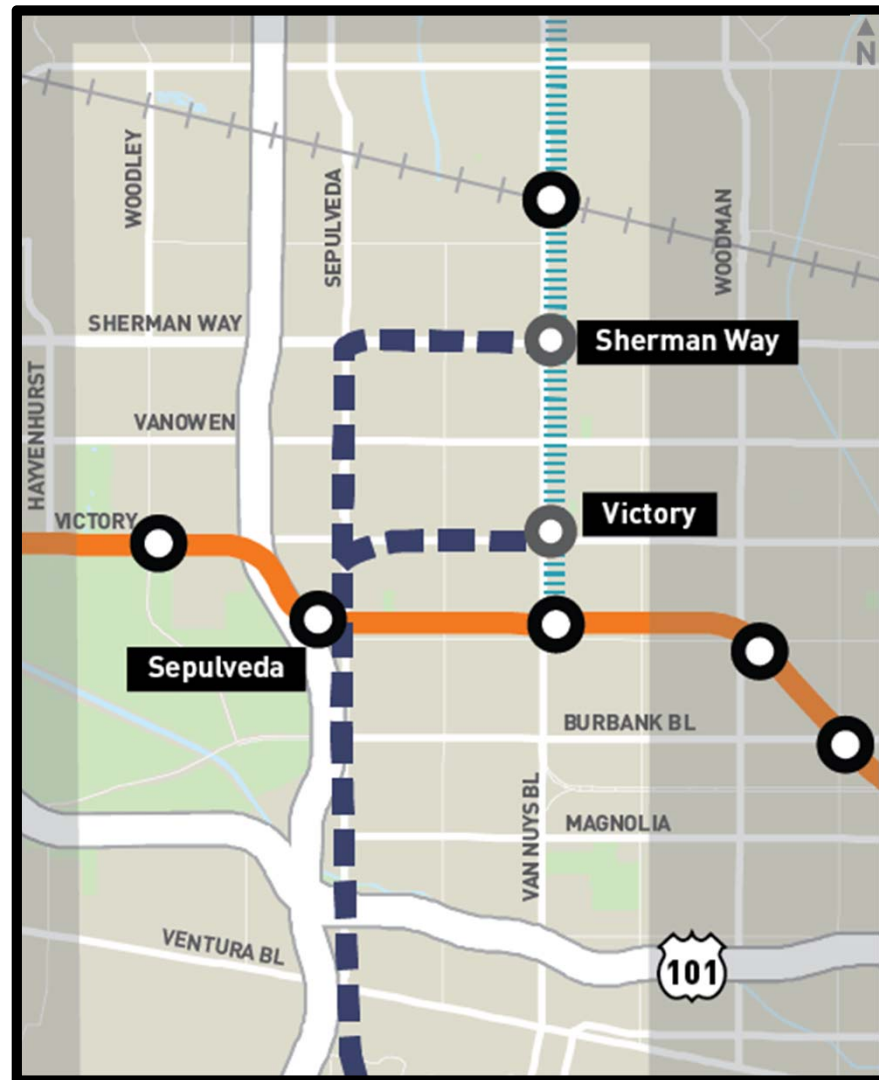 N
WOODLEY
SEPULVEDA
WOODMAN
SHERMAN WAY
Sherman Way
HAYVENHURST
VANOWEN
VICTORY
Victory
Sepulveda
BURBANK BL
VAN NUYS BL
MAGNOLIA
VENTURA BL
101